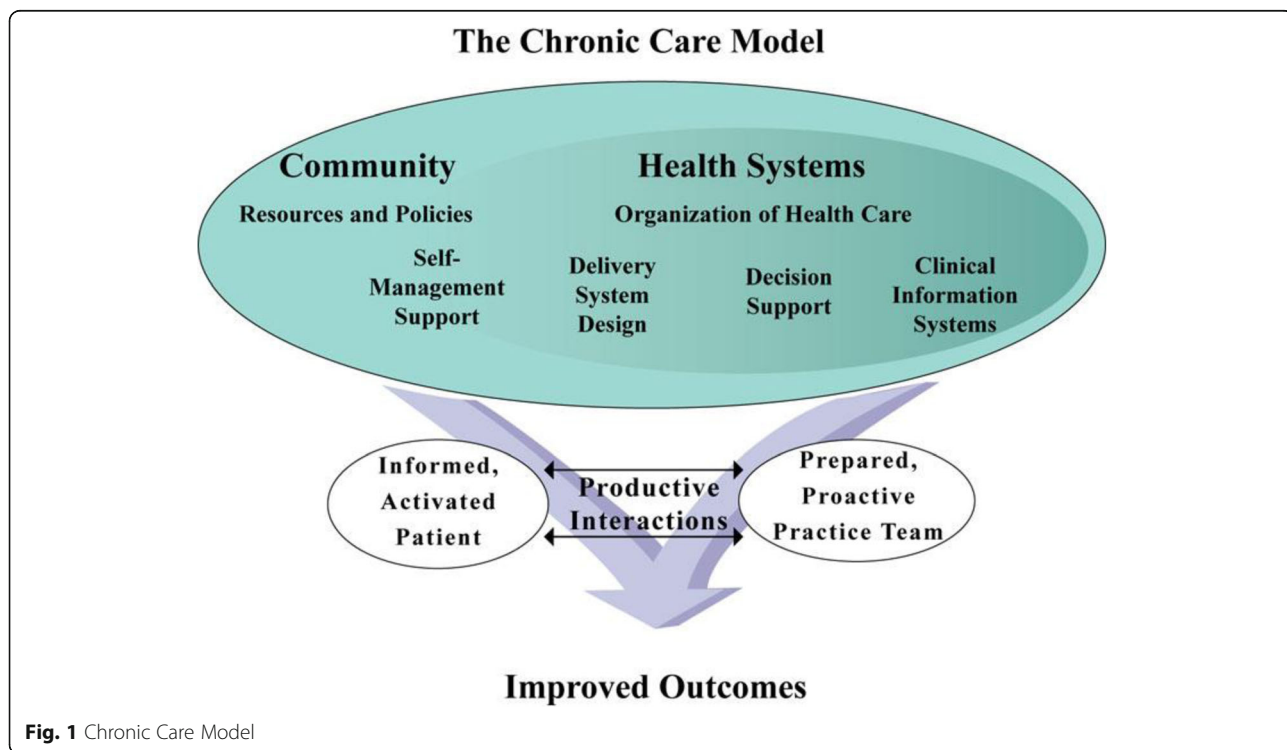 The Chronic Care Model
Community
Health Systems
Resources and Policies
Organization of Health Care
Self-
Management
Support
Delivery
System
Design
Decision
Support
Clinical
Information
Systems
Informed,
Activated
Patient
Productive
Interactions
Prepared,
Proactive
Practice Team
Improved Outcomes
Fig. 1 Chronic Care Model